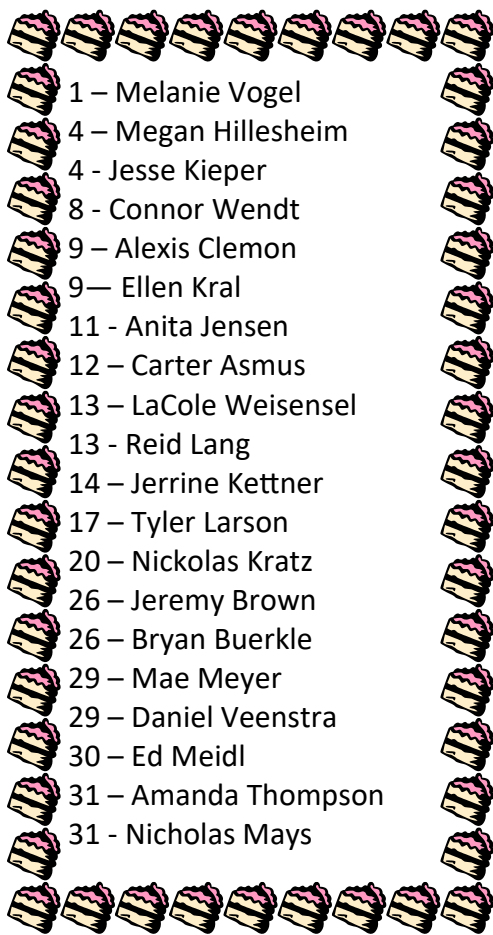 1 – Melanie Vogel
4 – Megan Hillesheim
4 - Jesse Kieper
8 - Connor Wendt
9 – Alexis Clemon
9— Ellen Kral
11 - Anita Jensen
12 – Carter Asmus
13 – LaCole Weisensel
13 - Reid Lang
14 – Jerrine Kettner
17 – Tyler Larson
20 – Nickolas Kratz
26 – Jeremy Brown
26 – Bryan Buerkle
29 – Mae Meyer
29 – Daniel Veenstra
30 – Ed Meidl
31 – Amanda Thompson
31 - Nicholas Mays